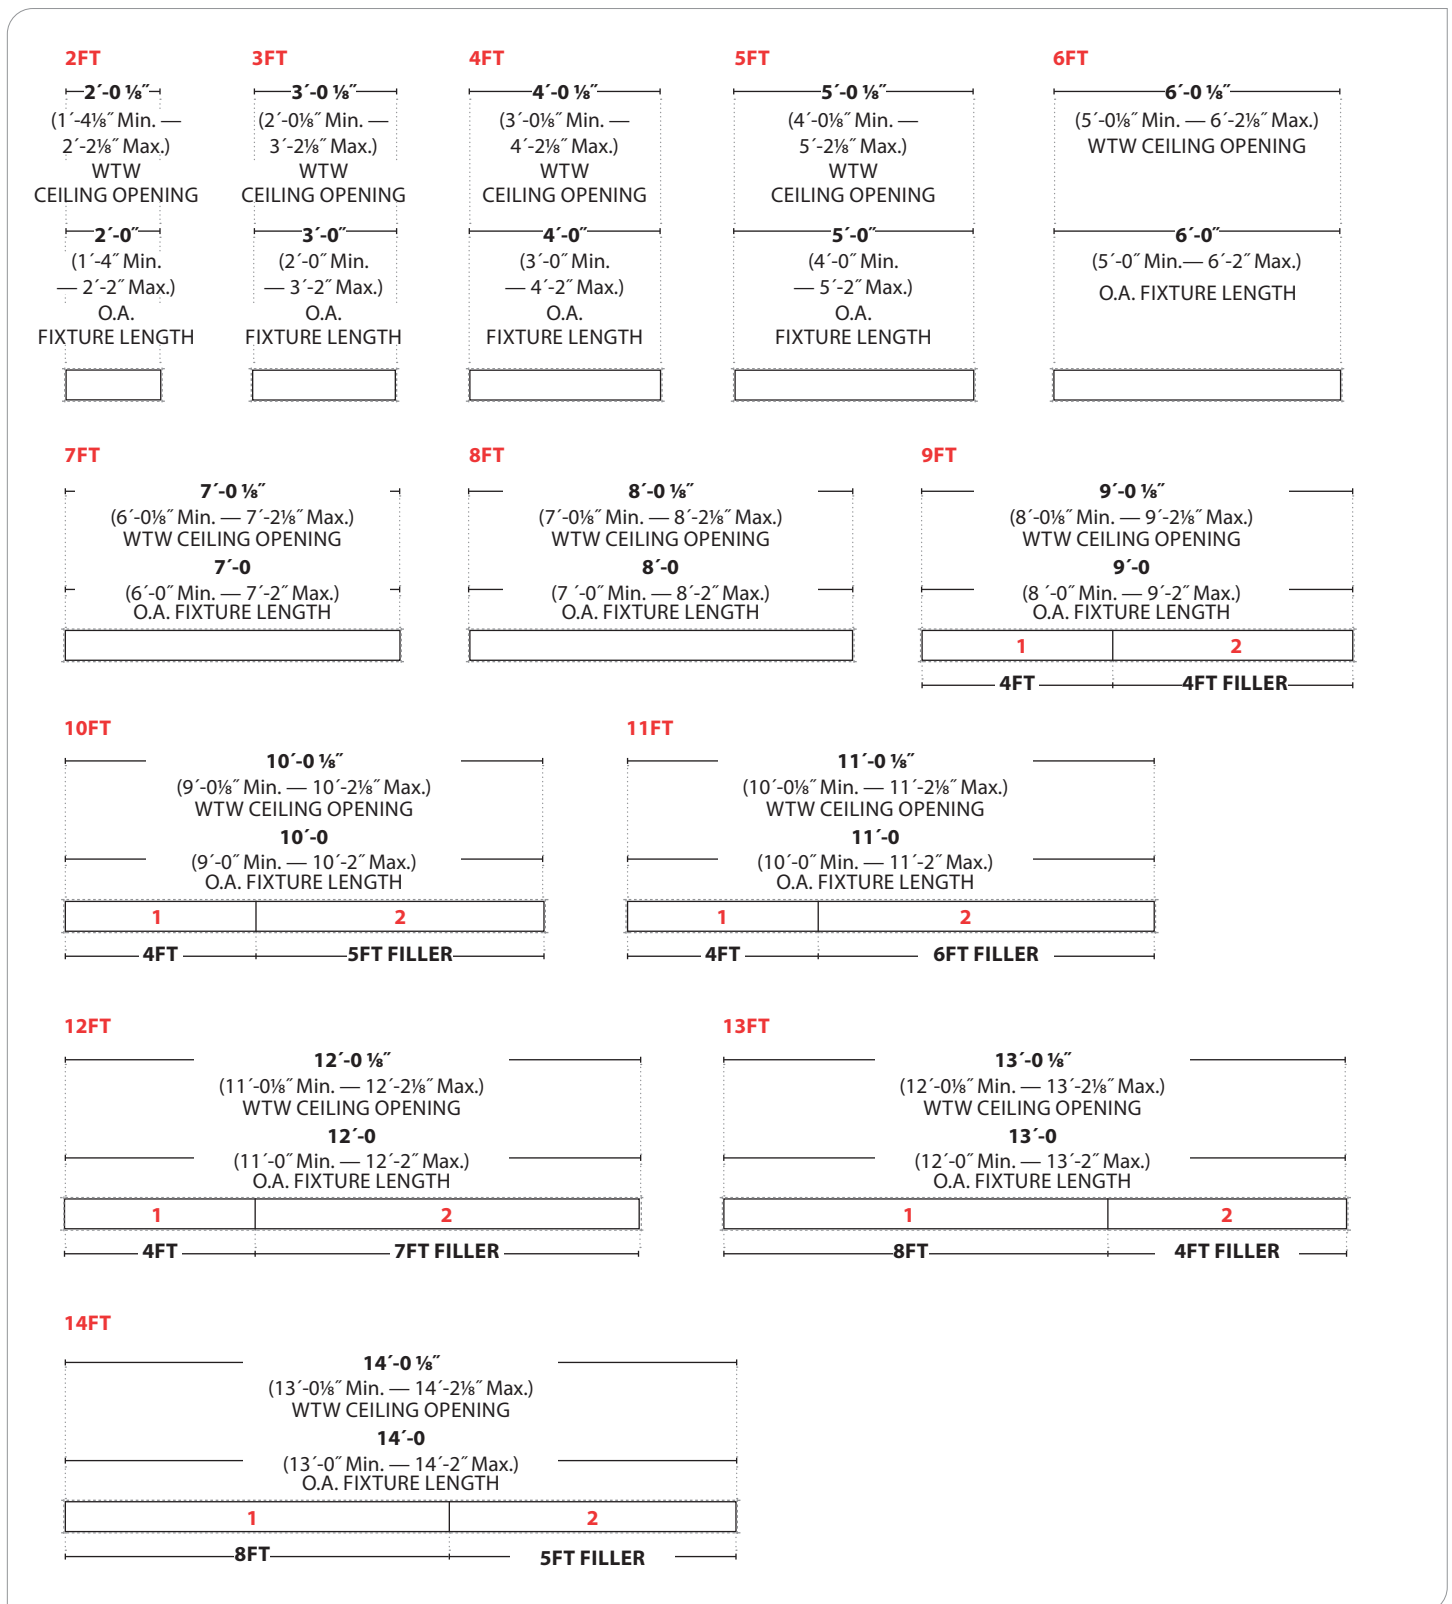 2FT
2´-0 ⅛˝
(1´-4⅛˝ Min. —
2´-2⅛˝ Max.)
WTW
CEILING OPENING
2´-0˝
(1´-4˝ Min.
— 2´-2˝ Max.)
O.A.
FIXTURE LENGTH
3FT
3´-0 ⅛˝
(2´-0⅛˝ Min. —
3´-2⅛˝ Max.)
WTW
CEILING OPENING
3´-0˝
(2´-0˝ Min.
— 3´-2˝ Max.)
O.A.
FIXTURE LENGTH
4FT
4´-0 ⅛˝
(3´-0⅛˝ Min. —
4´-2⅛˝ Max.)
WTW
CEILING OPENING
4´-0˝
(3´-0˝ Min.
— 4´-2˝ Max.)
O.A.
FIXTURE LENGTH
5FT
5´-0 ⅛˝
(4´-0⅛˝ Min. —
5´-2⅛˝ Max.)
WTW
CEILING OPENING
5´-0˝
(4´-0˝ Min.
— 5´-2˝ Max.)
O.A.
FIXTURE LENGTH
6FT
6´-0 ⅛˝
(5´-0⅛˝ Min. — 6´-2⅛˝ Max.)
WTW CEILING OPENING
6´-0˝
(5´-0˝ Min.— 6´-2˝ Max.)
O.A. FIXTURE LENGTH
7FT
7´-0 ⅛˝
(6´-0⅛˝ Min. — 7´-2⅛˝ Max.)
WTW CEILING OPENING
7´-0
(6´-0˝ Min. — 7´-2˝ Max.)
O.A. FIXTURE LENGTH
8FT
8´-0 ⅛˝
(7´-0⅛˝ Min. — 8´-2⅛˝ Max.)
WTW CEILING OPENING
8´-0
(7 ´-0˝ Min. — 8´-2˝ Max.)
O.A. FIXTURE LENGTH
9FT
9´-0 ⅛˝
(8´-0⅛˝ Min. — 9´-2⅛˝ Max.)
WTW CEILING OPENING
9´-0
(8 ´-0˝ Min. — 9´-2˝ Max.)
O.A. FIXTURE LENGTH
1 2
4FT 4FT FILLER
10FT
10´-0 ⅛˝
(9´-0⅛˝ Min. — 10´-2⅛˝ Max.)
WTW CEILING OPENING
10´-0
(9´-0˝ Min. — 10´-2˝ Max.)
O.A. FIXTURE LENGTH
1 2
4FT 5FT FILLER
11FT
11´-0 ⅛˝
(10´-0⅛˝ Min. — 11´-2⅛˝ Max.)
WTW CEILING OPENING
11´-0
(10´-0˝ Min. — 11´-2˝ Max.)
O.A. FIXTURE LENGTH
1 2
4FT 6FT FILLER
12FT
12´-0 ⅛˝
(11´-0⅛˝ Min. — 12´-2⅛˝ Max.)
WTW CEILING OPENING
12´-0
(11´-0˝ Min. — 12´-2˝ Max.)
O.A. FIXTURE LENGTH
1 2
4FT 7FT FILLER
13FT
13´-0 ⅛˝
(12´-0⅛˝ Min. — 13´-2⅛˝ Max.)
WTW CEILING OPENING
13´-0
(12´-0˝ Min. — 13´-2˝ Max.)
O.A. FIXTURE LENGTH
1 2
8FT 4FT FILLER
14FT
14´-0 ⅛˝
(13´-0⅛˝ Min. — 14´-2⅛˝ Max.)
WTW CEILING OPENING
14´-0
(13´-0˝ Min. — 14´-2˝ Max.)
O.A. FIXTURE LENGTH
1 2
8FT 5FT FILLER